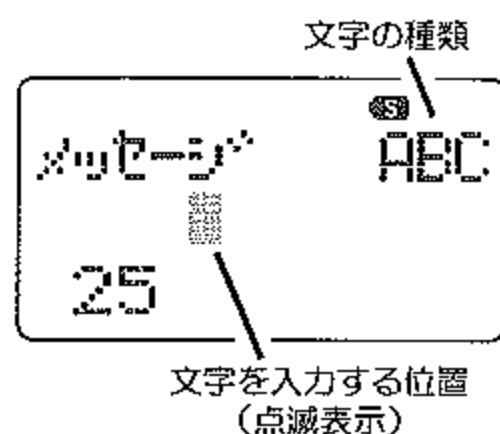 文字の種類
S
メッセージ ABC
25
文字を入力する位置
(点滅表示)